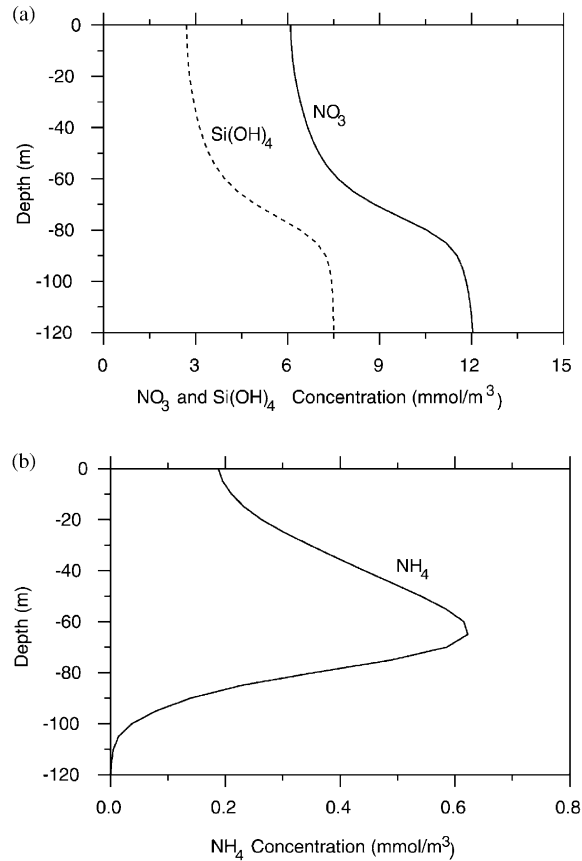 (a)
0
-20
-40
-60
-80
-100
-120
Depth (m)
NO3
Si(OH)4
0 3 6 9 12 15
NO3 and Si(OH)4 Concentration (mmol/m3)
(b)
0
-20
-40
-60
-80
-100
-120
Depth (m)
NH4
0.0 0.2 0.4 0.6 0.8
NH4 Concentration (mmol/m3)